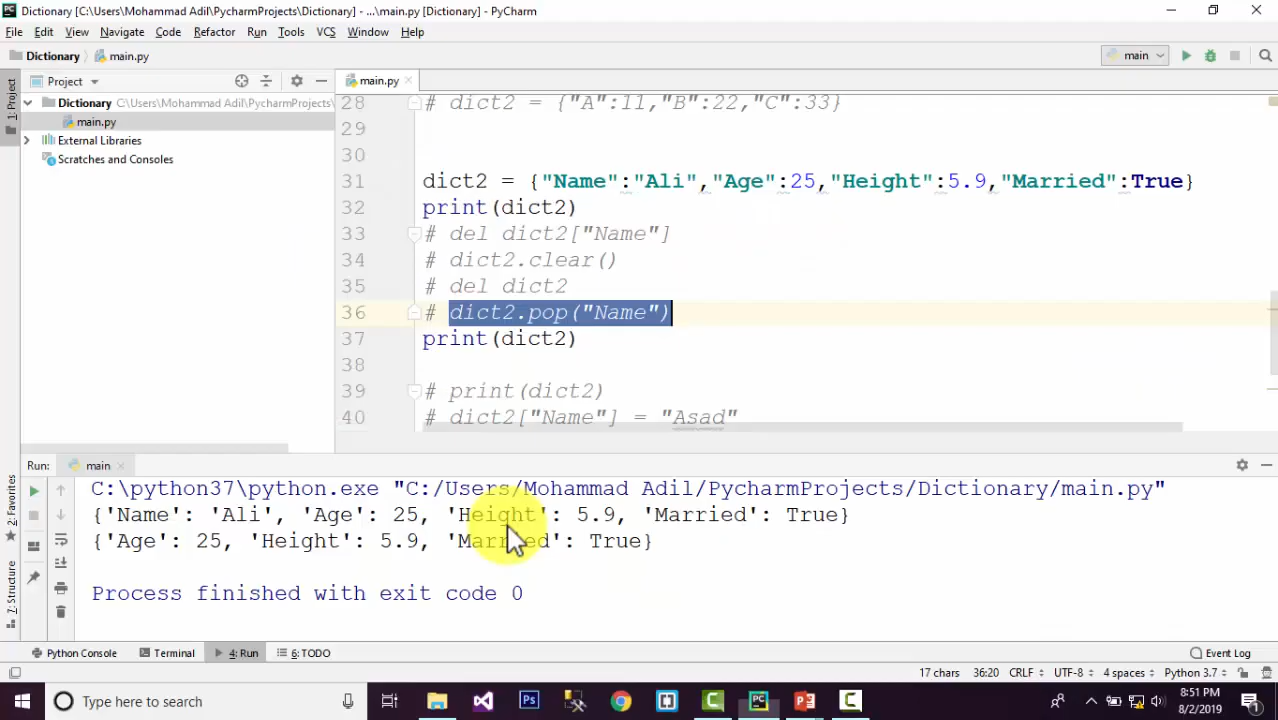 Dictionary [C:\Users\Mohammad Adil\PycharmProjects\Dictionary] - ...\main.py [Dictionary] - PyCharm
File Edit View Navigate Code Refactor Run Tools VCS Window Help
Dictionary main.py main
Project main.py
1: Project
Dictionary C:\Users\Mohammad Adil\PycharmProjects\
main.py
External Libraries
Scratches and Consoles
28 # dict2 = {"A":11,"B":22,"C":33}
29
30
31 dict2 = {"Name":"Ali","Age":25,"Height":5.9,"Married":True}
32 print(dict2)
33 # del dict2["Name"]
34 # dict2.clear()
35 # del dict2
36 # dict2.pop("Name")
37 print(dict2)
38
39 # print(dict2)
40 # dict2["Name"] = "Asad"
Run: main
C:\python37\python.exe "C:/Users/Mohammad Adil/PycharmProjects/Dictionary/main.py"
{'Name': 'Ali', 'Age': 25, 'Height': 5.9, 'Married': True}
{'Age': 25, 'Height': 5.9, 'Married': True}
Process finished with exit code 0
2: Favorites
7: Structure
Python Console Terminal 4: Run 6: TODO Event Log
17 chars 36:20 CRLF UTF-8 4 spaces Python 3.7
Type here to search
8:51 PM
8/2/2019